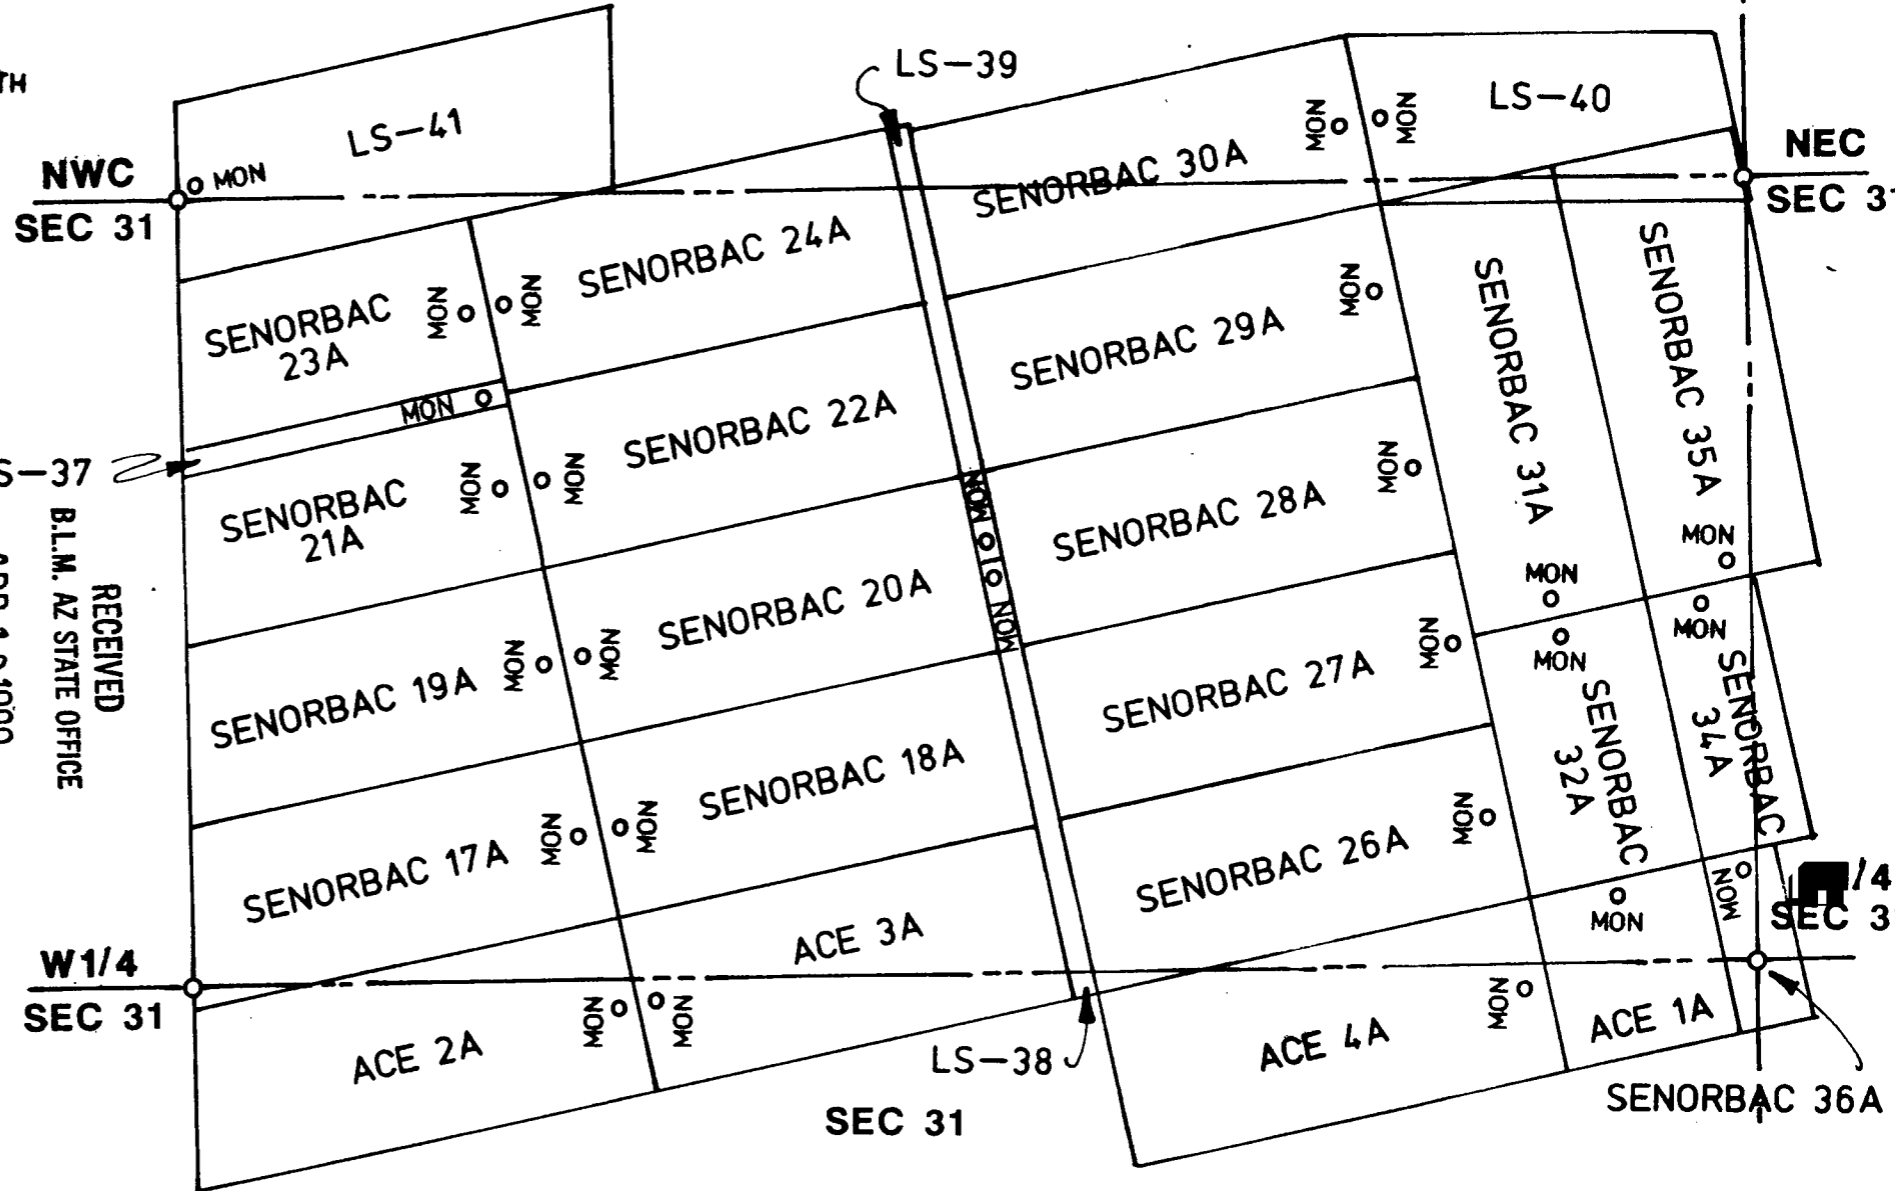 TH
LS-39
LS-41
LS-40
MON
MON
NWC
MON
NEC
SENORBAC 30A
SEC 31
SEC 31
SENORBAC 24A
MON
MON
MON
SENORBAC
23A
SENORBAC 29A
SENORBAC 31A
SENORBAC 35A
MON
SENORBAC 22A
MON
S-37
MON
MON
SENORBAC
21A
MON
SENORBAC 28A
MON
RECEIVED
B.L.M. AZ STATE OFFICE
SENORBAC 20A
MON
MON
MON
MON
MON
MON
MON
SENORBAC 19A
SENORBAC 27A
SENORBAC
32A
SENORBAC
34A
SENORBAC 18A
MON
MON
MON
SENORBAC 17A
SENORBAC 26A
MON
MON
/4
SEC 3
W1/4
ACE 3A
SEC 31
MON
MON
MON
ACE 2A
LS-38
ACE 4A
ACE 1A
SEC 31
SENORBAC 36A